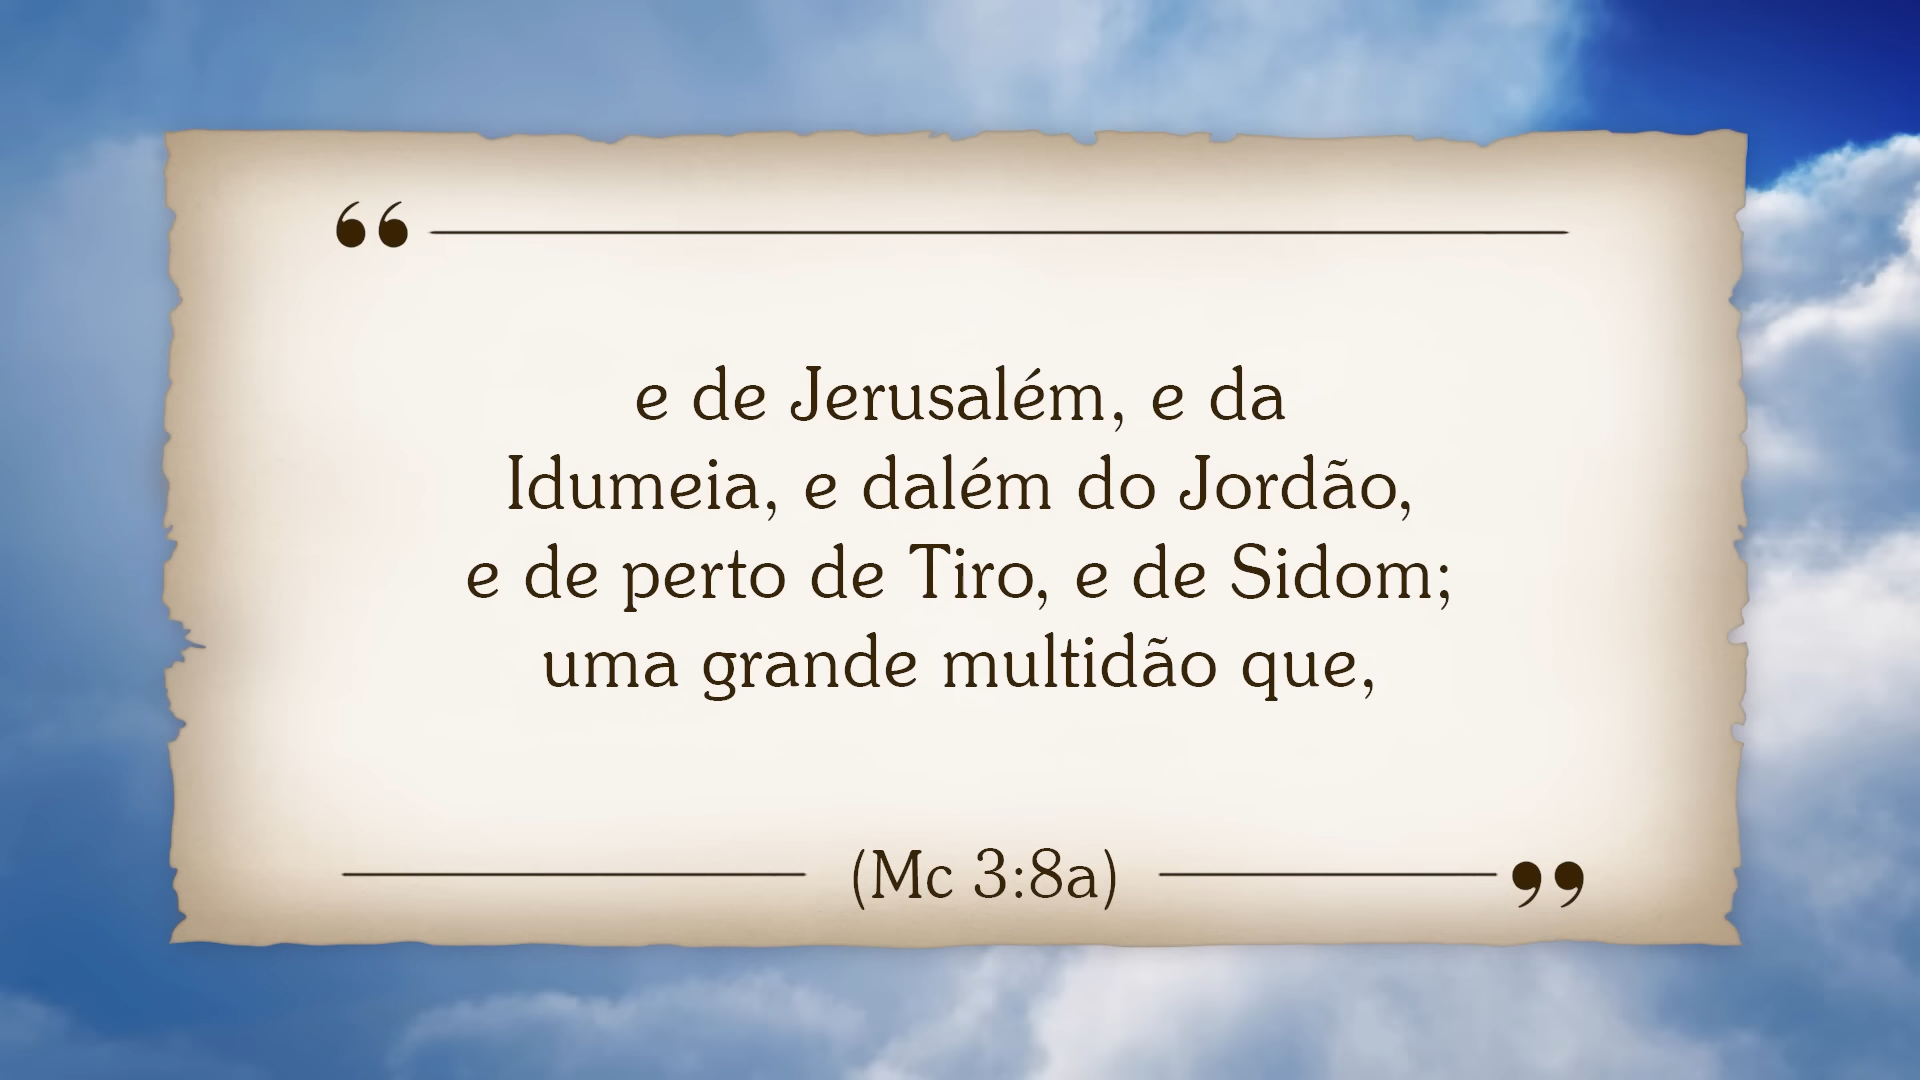 e de Jerusalém, e da
Idumeia, e dalém do Jordão,
e de perto de Tiro, e de Sidom;
uma grande multidão que,
(Mc 3:8a)